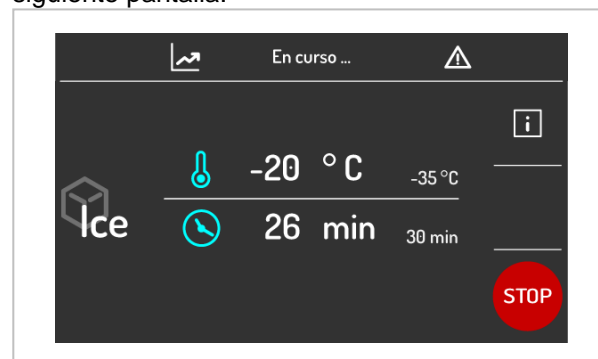 siguiente pantalla:
En curso ...
i
-20 °C -35 °C
Ice
26 min 30 min
STOP